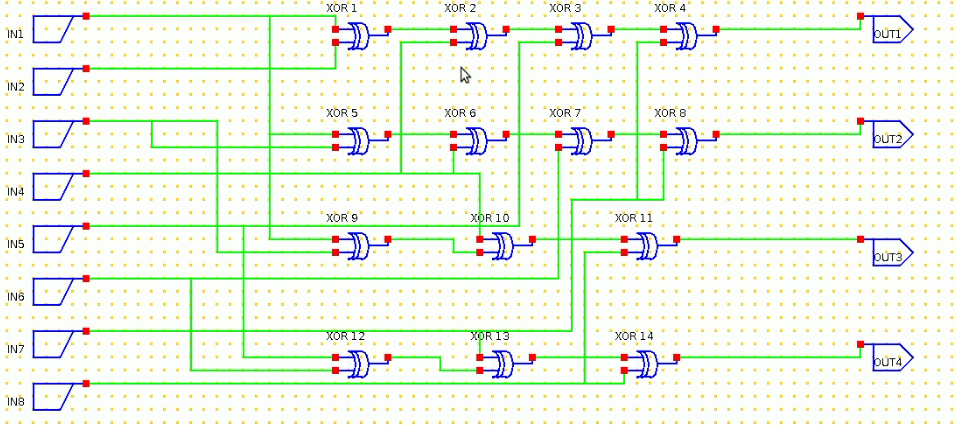 XOR 1 XOR 2 XOR 3 XOR 4
IN1 OUT1
IN2
XOR 5 XOR 6 XOR 7 XOR 8
IN3 OUT2
IN4
XOR 9 XOR 10 XOR 11
IN5 OUT3
IN6
XOR 12 XOR 13 XOR 14
IN7 OUT4
IN8